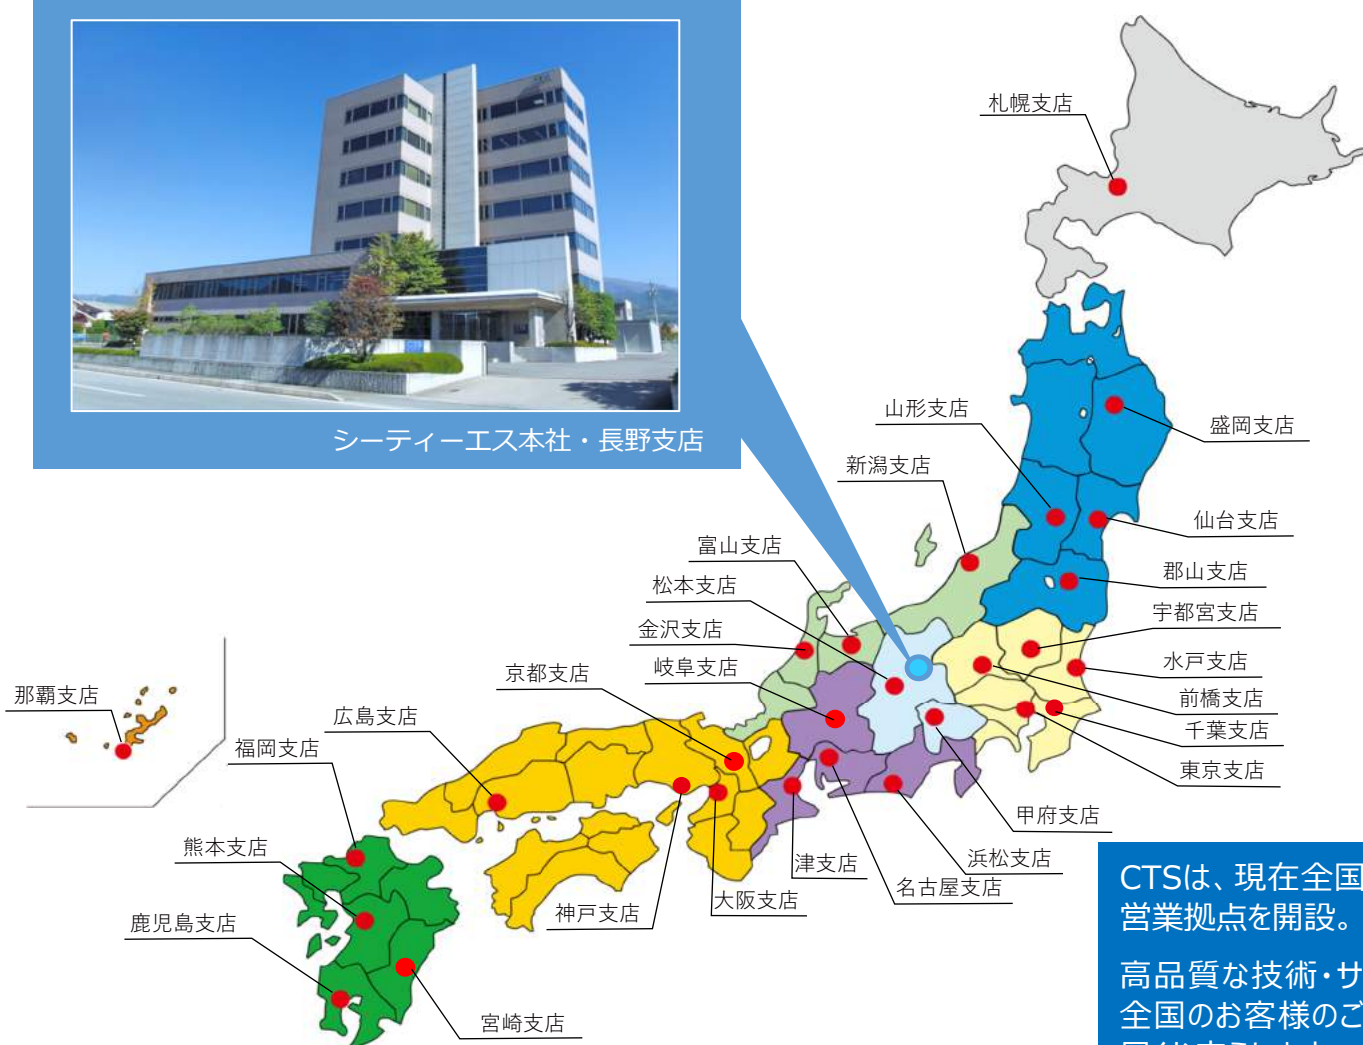 シーティーエス本社・長野支店
札幌支店
山形支店
盛岡支店
新潟支店
仙台支店
富山支店
郡山支店
松本支店
宇都宮支店
金沢支店
水戸支店
京都支店
岐阜支店
前橋支店
那覇支店
広島支店
千葉支店
福岡支店
東京支店
甲府支店
熊本支店
津支店
浜松支店
名古屋支店
大阪支店
神戸支店
鹿児島支店
宮崎支店
CTSは、現在全国
営業拠点を開設。
高品質な技術・サ
全国のお客様のご